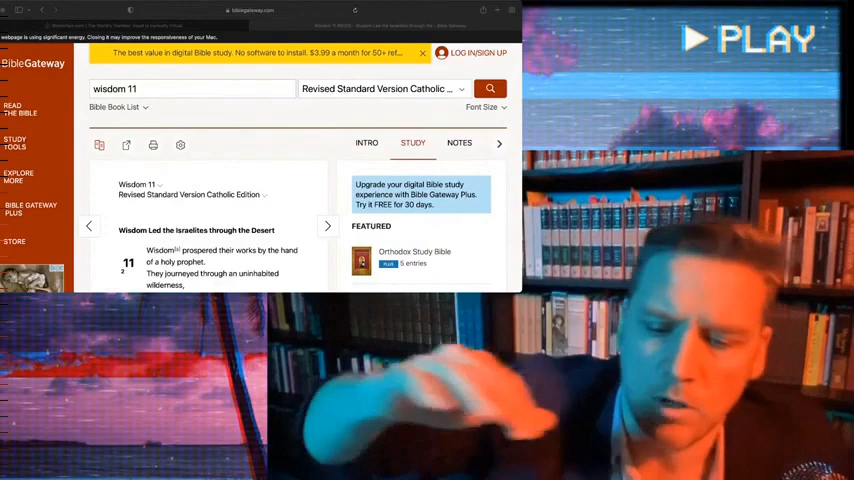 biblegateway.com
webpage is using significant energy. Closing it may improve the responsiveness of your Mac.
BibleGateway
The best value in digital Bible study. No software to install. $3.99 a month for 50+ ref...
LOG IN/SIGN UP
wisdom 11
Revised Standard Version Catholic ...
Bible Book List
Font Size
READ
THE BIBLE
STUDY
TOOLS
EXPLORE
MORE
BIBLE GATEWAY
PLUS
STORE
INTRO
STUDY
NOTES
Wisdom 11
Revised Standard Version Catholic Edition
Wisdom Led the Israelites through the Desert
11 Wisdom[a] prospered their works by the hand
of a holy prophet.
2 They journeyed through an uninhabited
wilderness,
Upgrade your digital Bible study
experience with Bible Gateway Plus.
Try it FREE for 30 days.
FEATURED
Orthodox Study Bible
PLUS 5 entries
PLAY